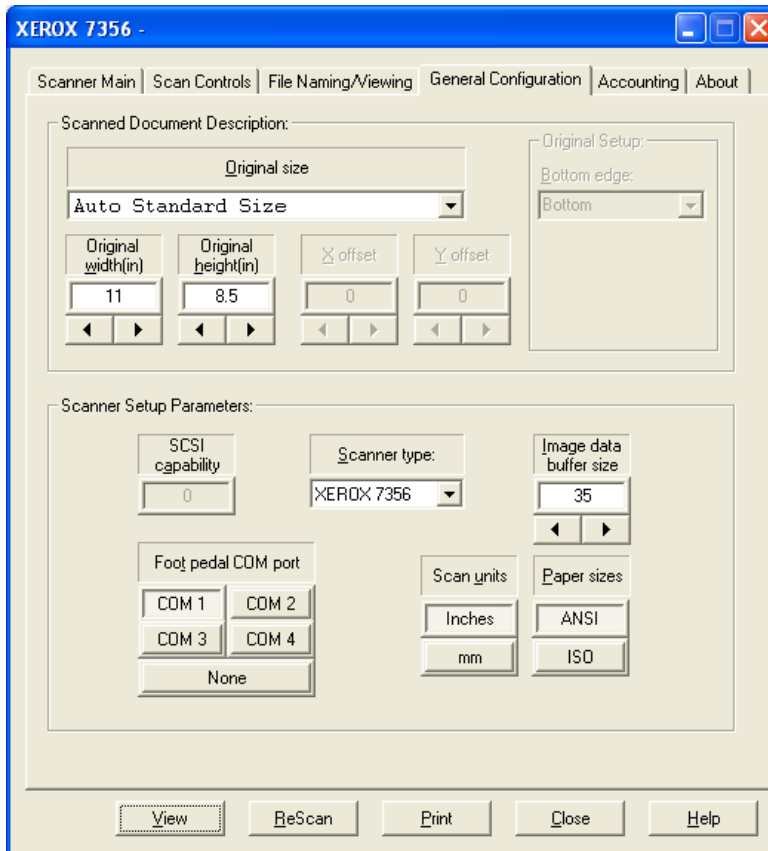 XEROX 7356 -
Scanner Main Scan Controls File Naming/Viewing General Configuration Accounting About
Scanned Document Description:
Original size
Auto Standard Size
Original width(in)
11
Original height(in)
8.5
X offset
0
Y offset
0
Original Setup:
Bottom edge:
Bottom
Scanner Setup Parameters:
SCSI capability
0
Scanner type:
XEROX 7356
Image data buffer size
35
Foot pedal COM port
COM 1 COM 2
COM 3 COM 4
None
Scan units
Inches
mm
Paper sizes
ANSI
ISO
View ReScan Print Close Help